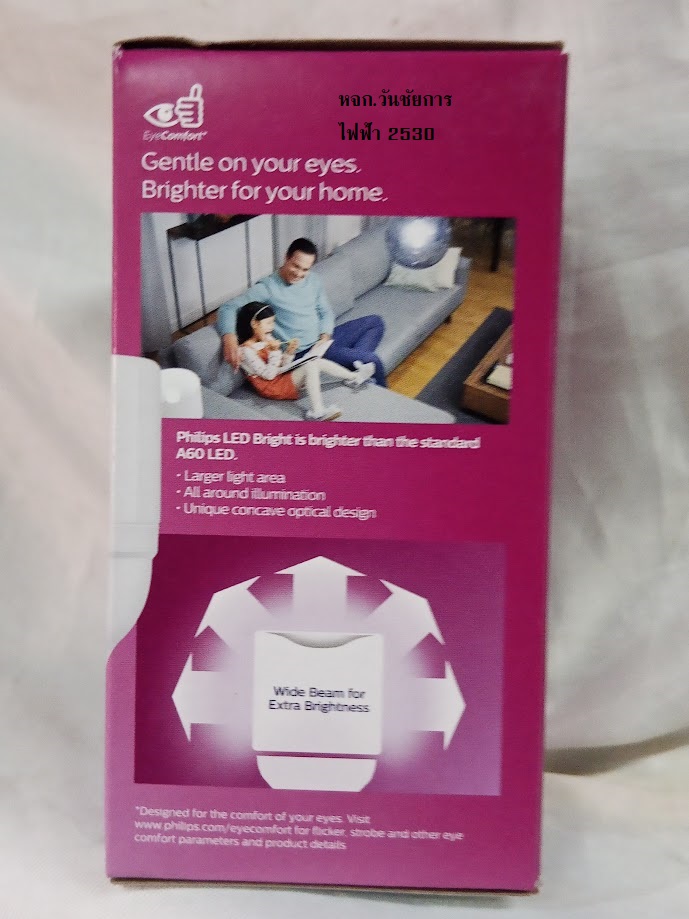 หจก.วันชัยการ
ไฟฟ้า 2530
EyeComfort*
Gentle on your eyes.
Brighter for your home.
Philips LED Bright is brighter than the standard
A60 LED.
• Larger light area
• All around illumination
• Unique concave optical design
Wide Beam for
Extra Brightness
*Designed for the comfort of your eyes. Visit
www.philips.com/eyecomfort for flicker, strobe and other eye
comfort parameters and product details